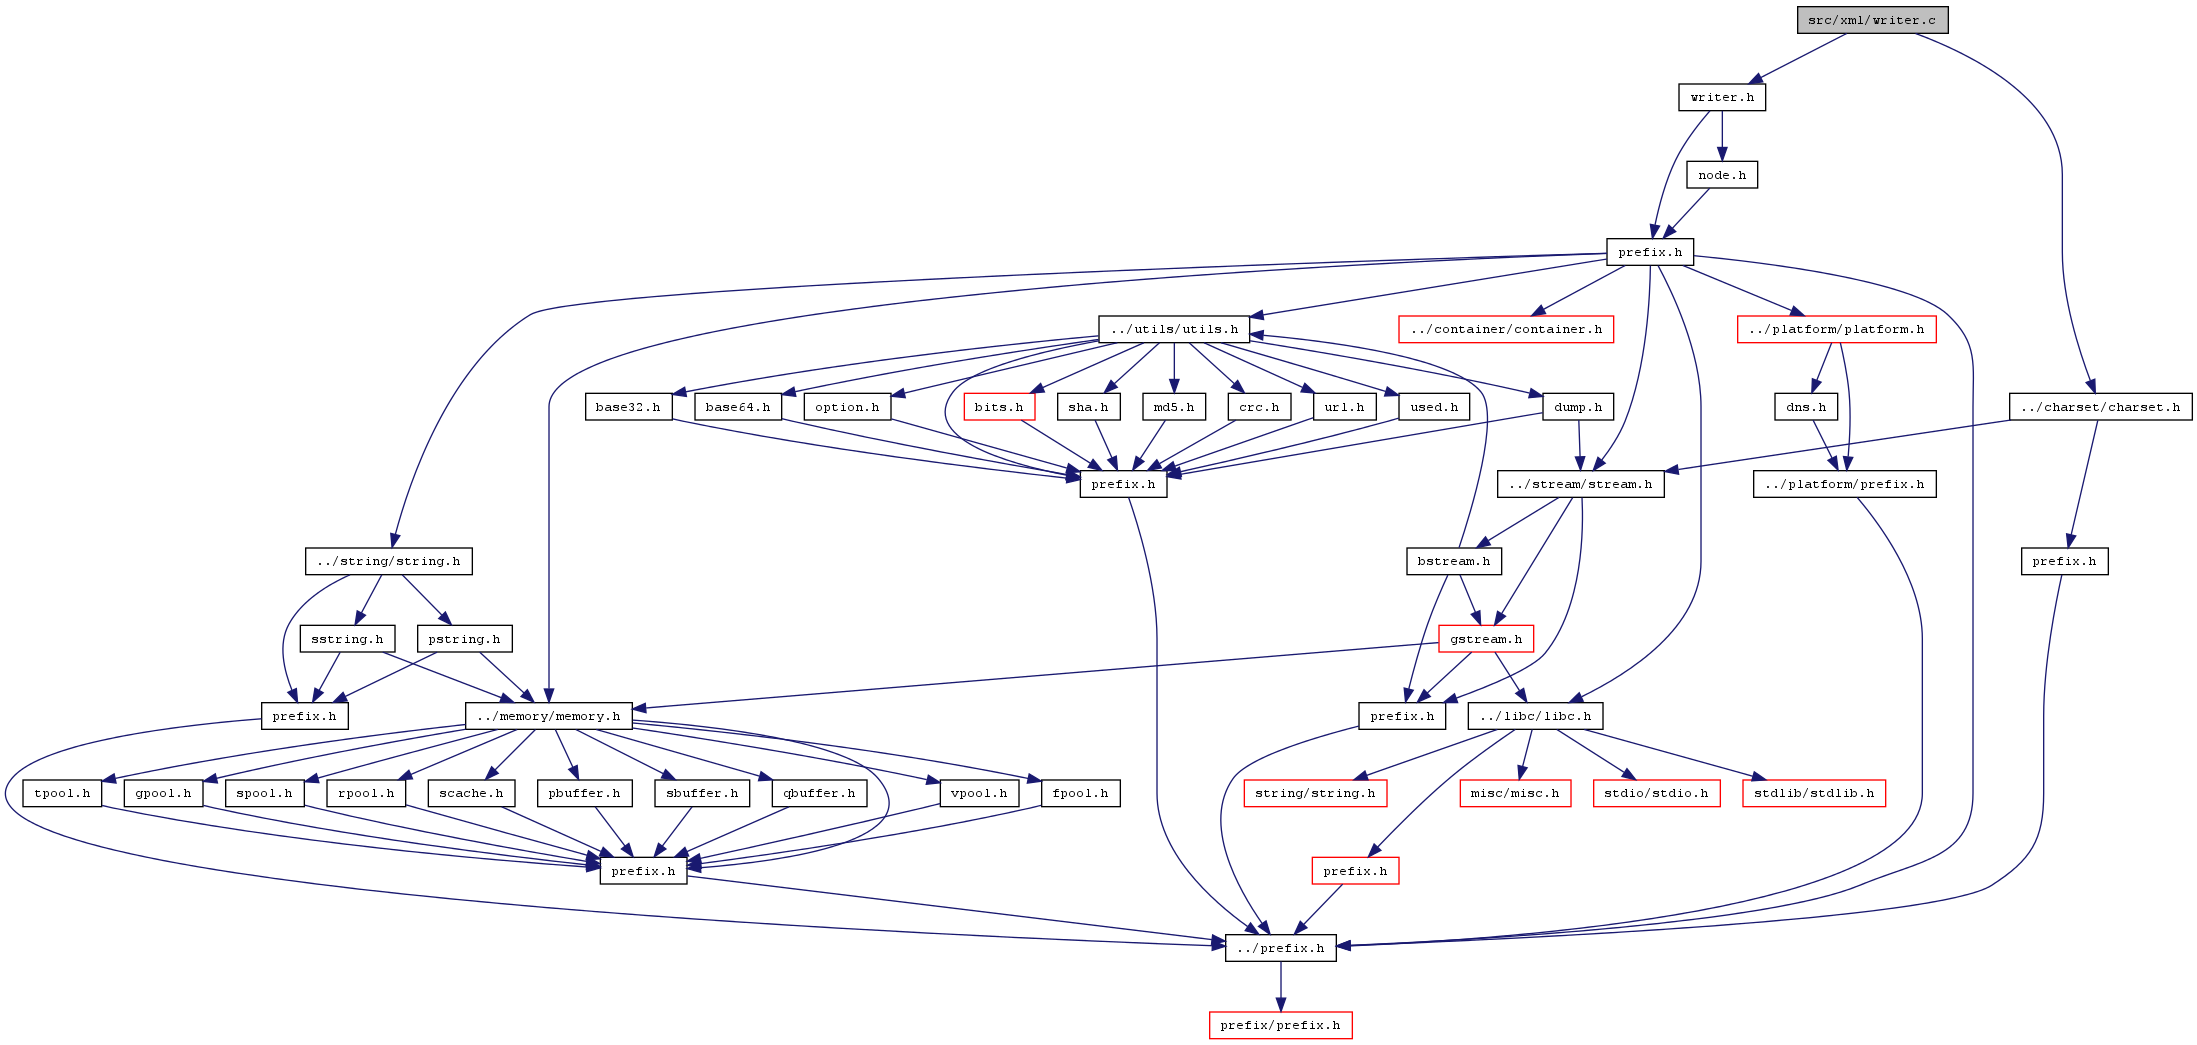 src/xml/writer.c
writer.h
node.h
prefix.h
../utils/utils.h
../container/container.h
../platform/platform.h
base32.h
base64.h
option.h
bits.h
sha.h
md5.h
crc.h
url.h
used.h
dump.h
dns.h
../charset/charset.h
prefix.h
../stream/stream.h
../platform/prefix.h
../string/string.h
bstream.h
prefix.h
sstring.h
pstring.h
gstream.h
prefix.h
../memory/memory.h
prefix.h
../libc/libc.h
tpool.h
gpool.h
spool.h
rpool.h
scache.h
pbuffer.h
sbuffer.h
qbuffer.h
vpool.h
fpool.h
string/string.h
misc/misc.h
stdio/stdio.h
stdlib/stdlib.h
prefix.h
prefix.h
../prefix.h
prefix/prefix.h